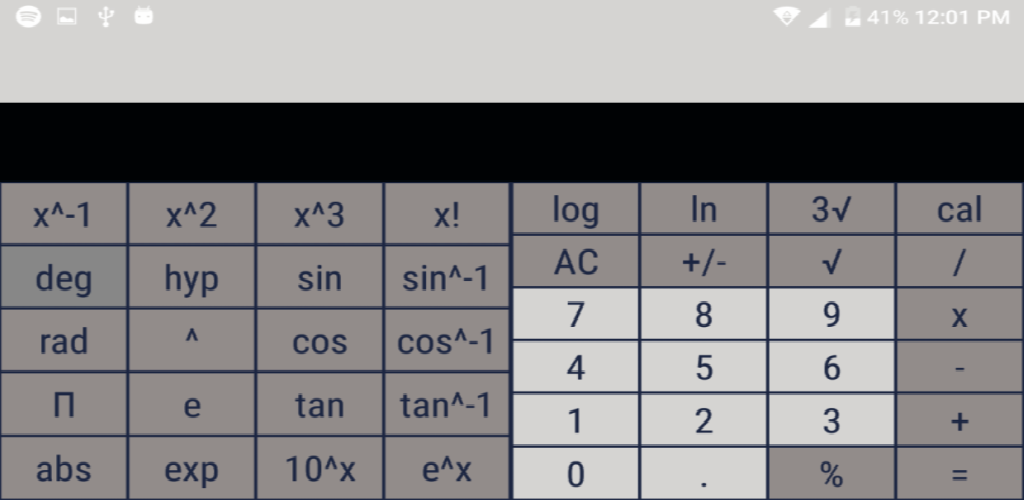 41% 12:01 PM
x^-1 x^2 x^3 x! log ln 3√ cal
deg hyp sin sin^-1 AC +/- √ /
rad ^ cos cos^-1 7 8 9 x
Π e tan tan^-1 4 5 6 -
abs exp 10^x e^x 1 2 3 +
0 . % =